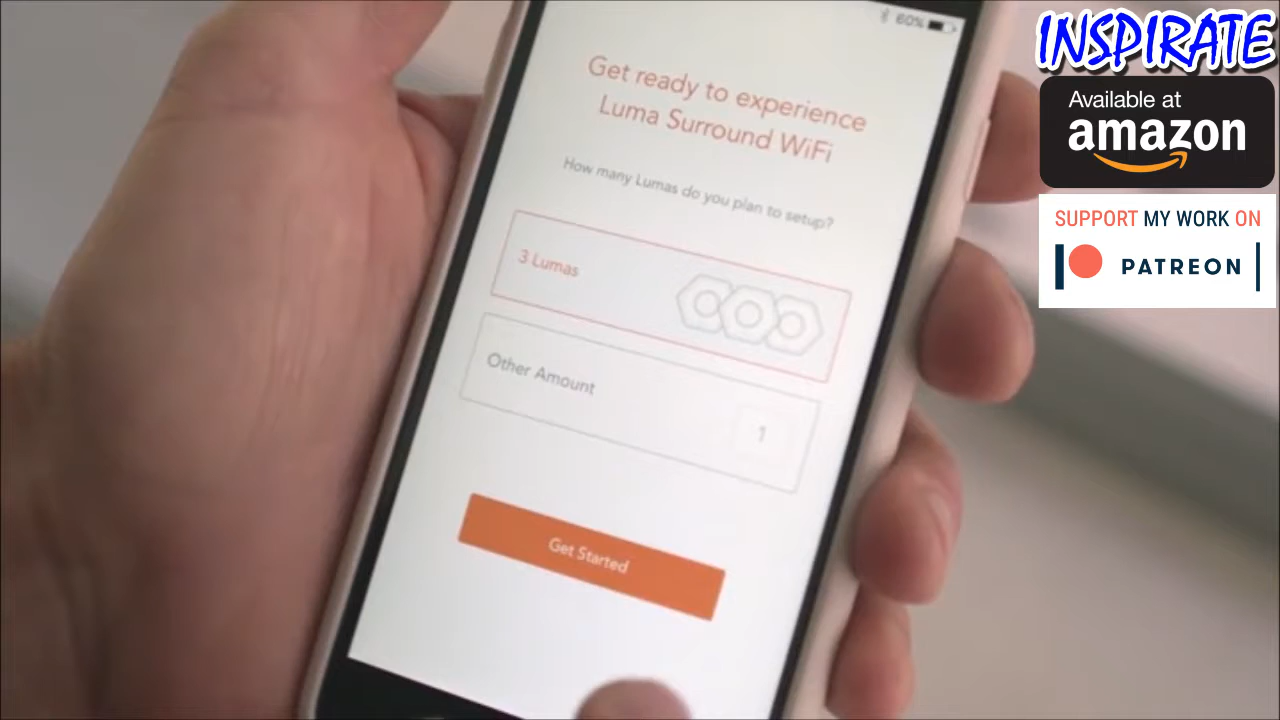 60%
Get ready to experience
Luma Surround WiFi
How many Lumas do you plan to setup?
3 Lumas
Other Amount
1
Get Started
INSPIRATE
Available at
amazon
SUPPORT MY WORK ON
PATREON